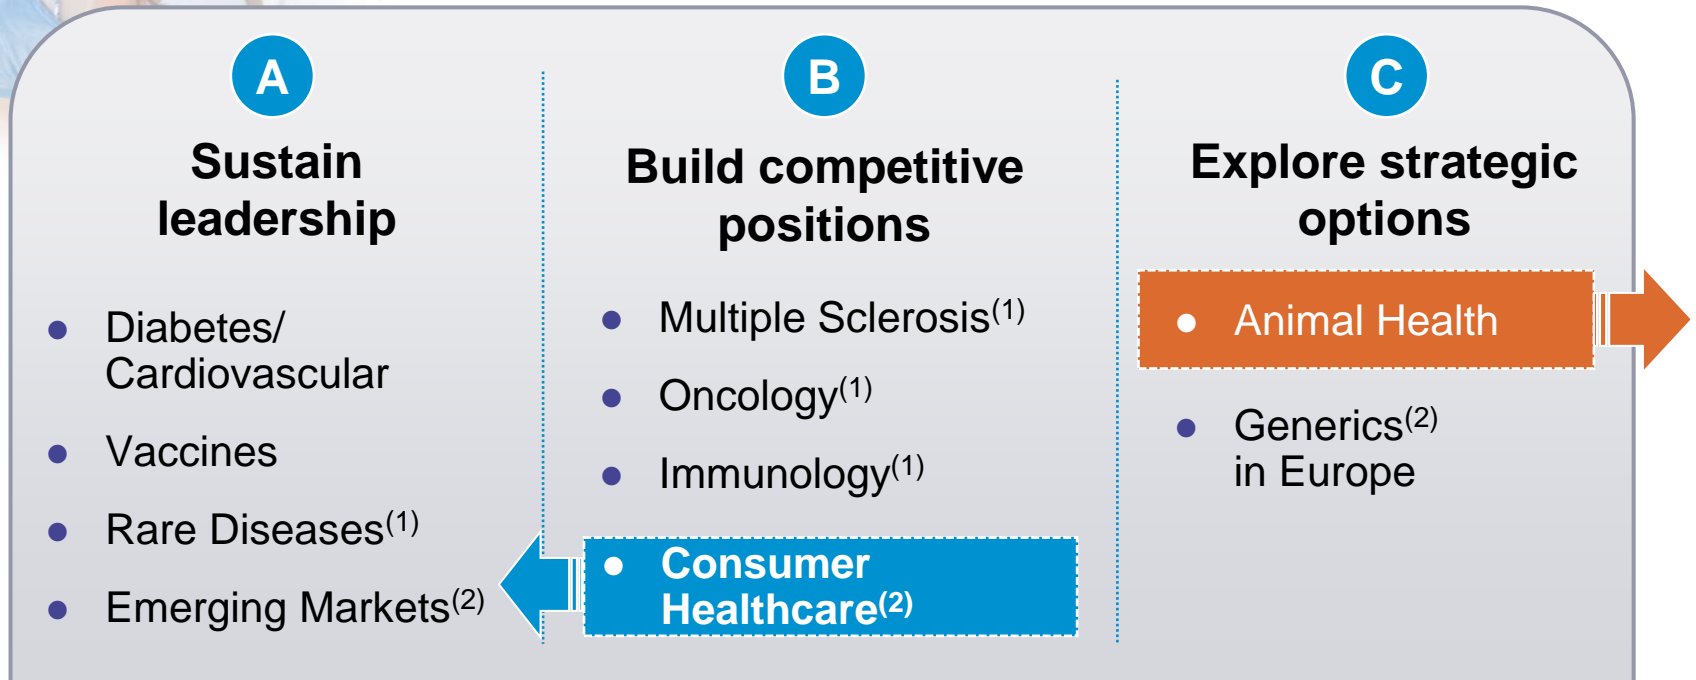 A
Sustain
leadership
● Diabetes/
Cardiovascular
● Vaccines
● Rare Diseases(1)
● Emerging Markets(2)
B
Build competitive
positions
● Multiple Sclerosis(1)
● Oncology(1)
● Immunology(1)
● Consumer
Healthcare(2)
C
Explore strategic
options
● Animal Health
● Generics(2)
in Europe